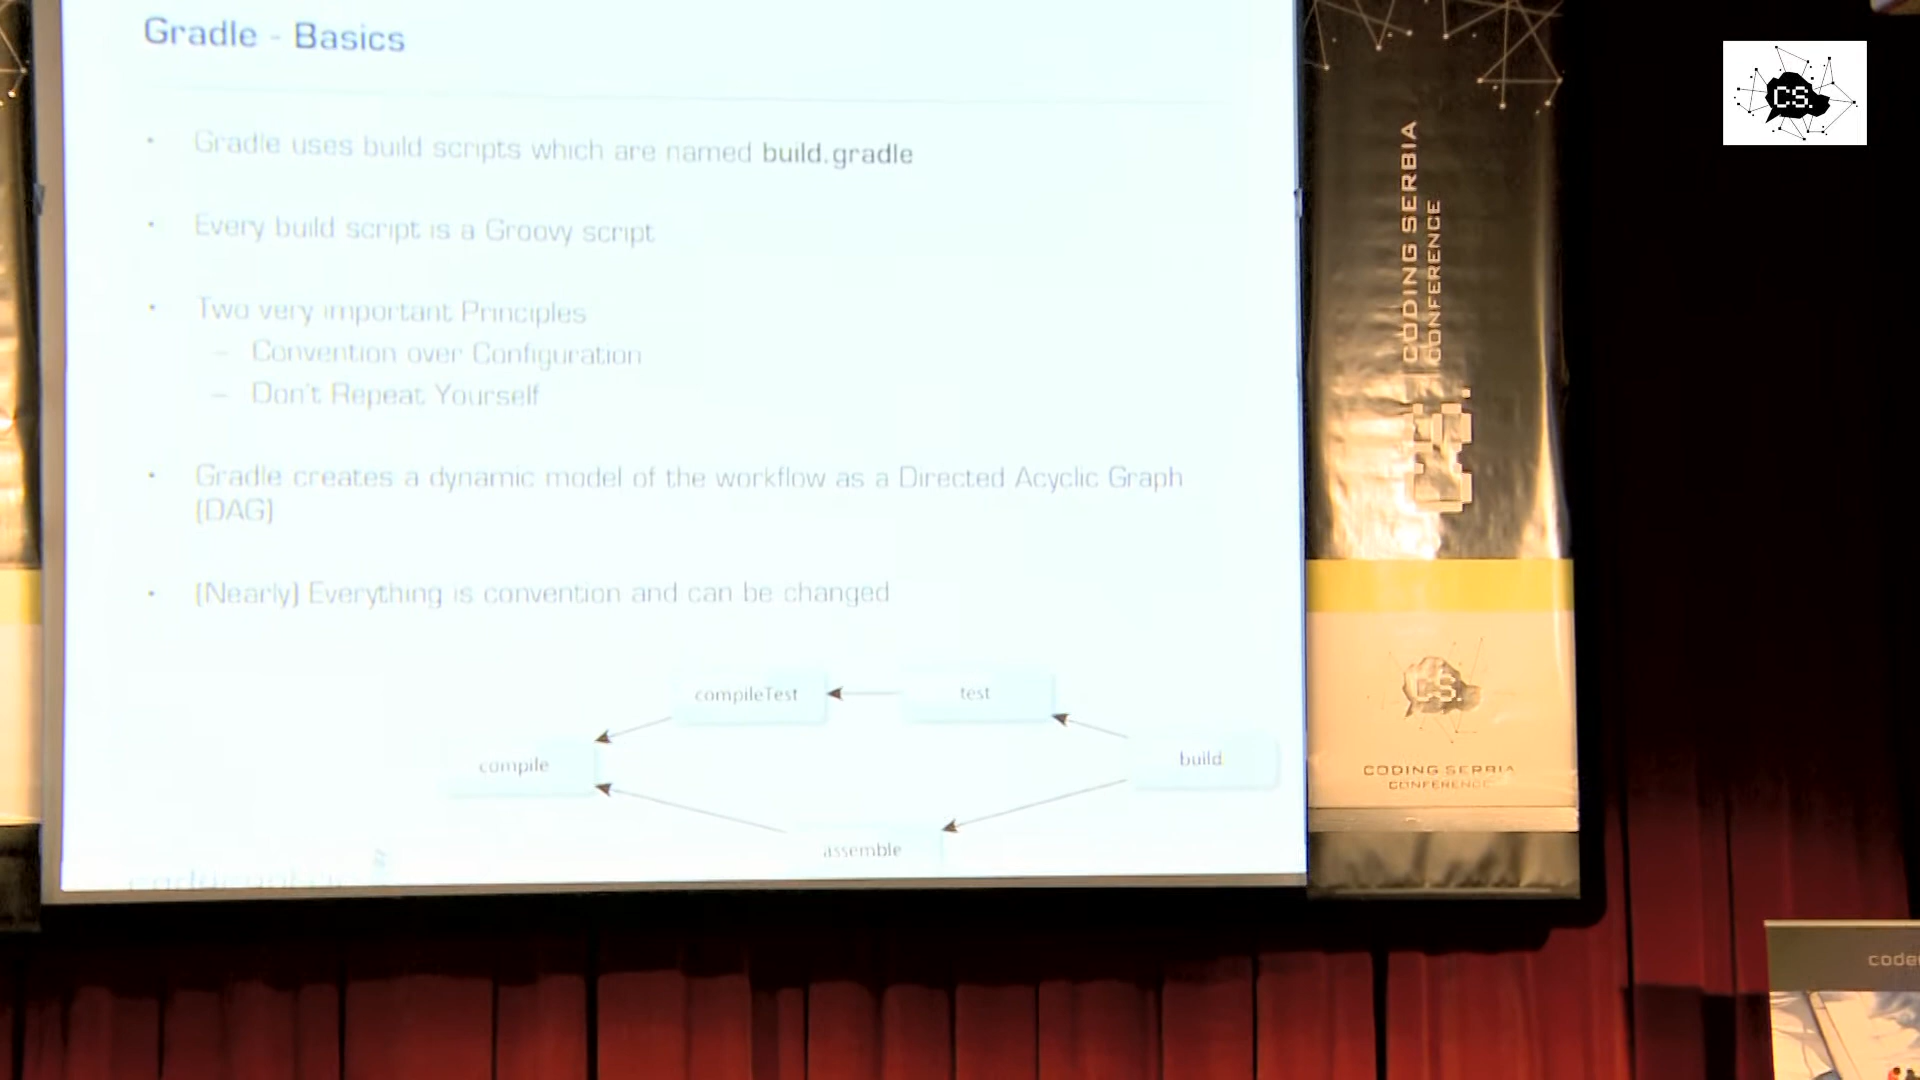 Gradle - Basics
Gradle uses build scripts which are named build.gradle
Every build script is a Groovy script
Two very important Principles
– Convention over Configuration
– Don't Repeat Yourself
Gradle creates a dynamic model of the workflow as a Directed Acyclic Graph
(DAG)
(Nearly) Everything is convention and can be changed
compileTest
test
compile
build
assemble
CODING SERBIA
CONFERENCE
CS.
CS.
CODING SERBIA
CONFERENCE
CS.